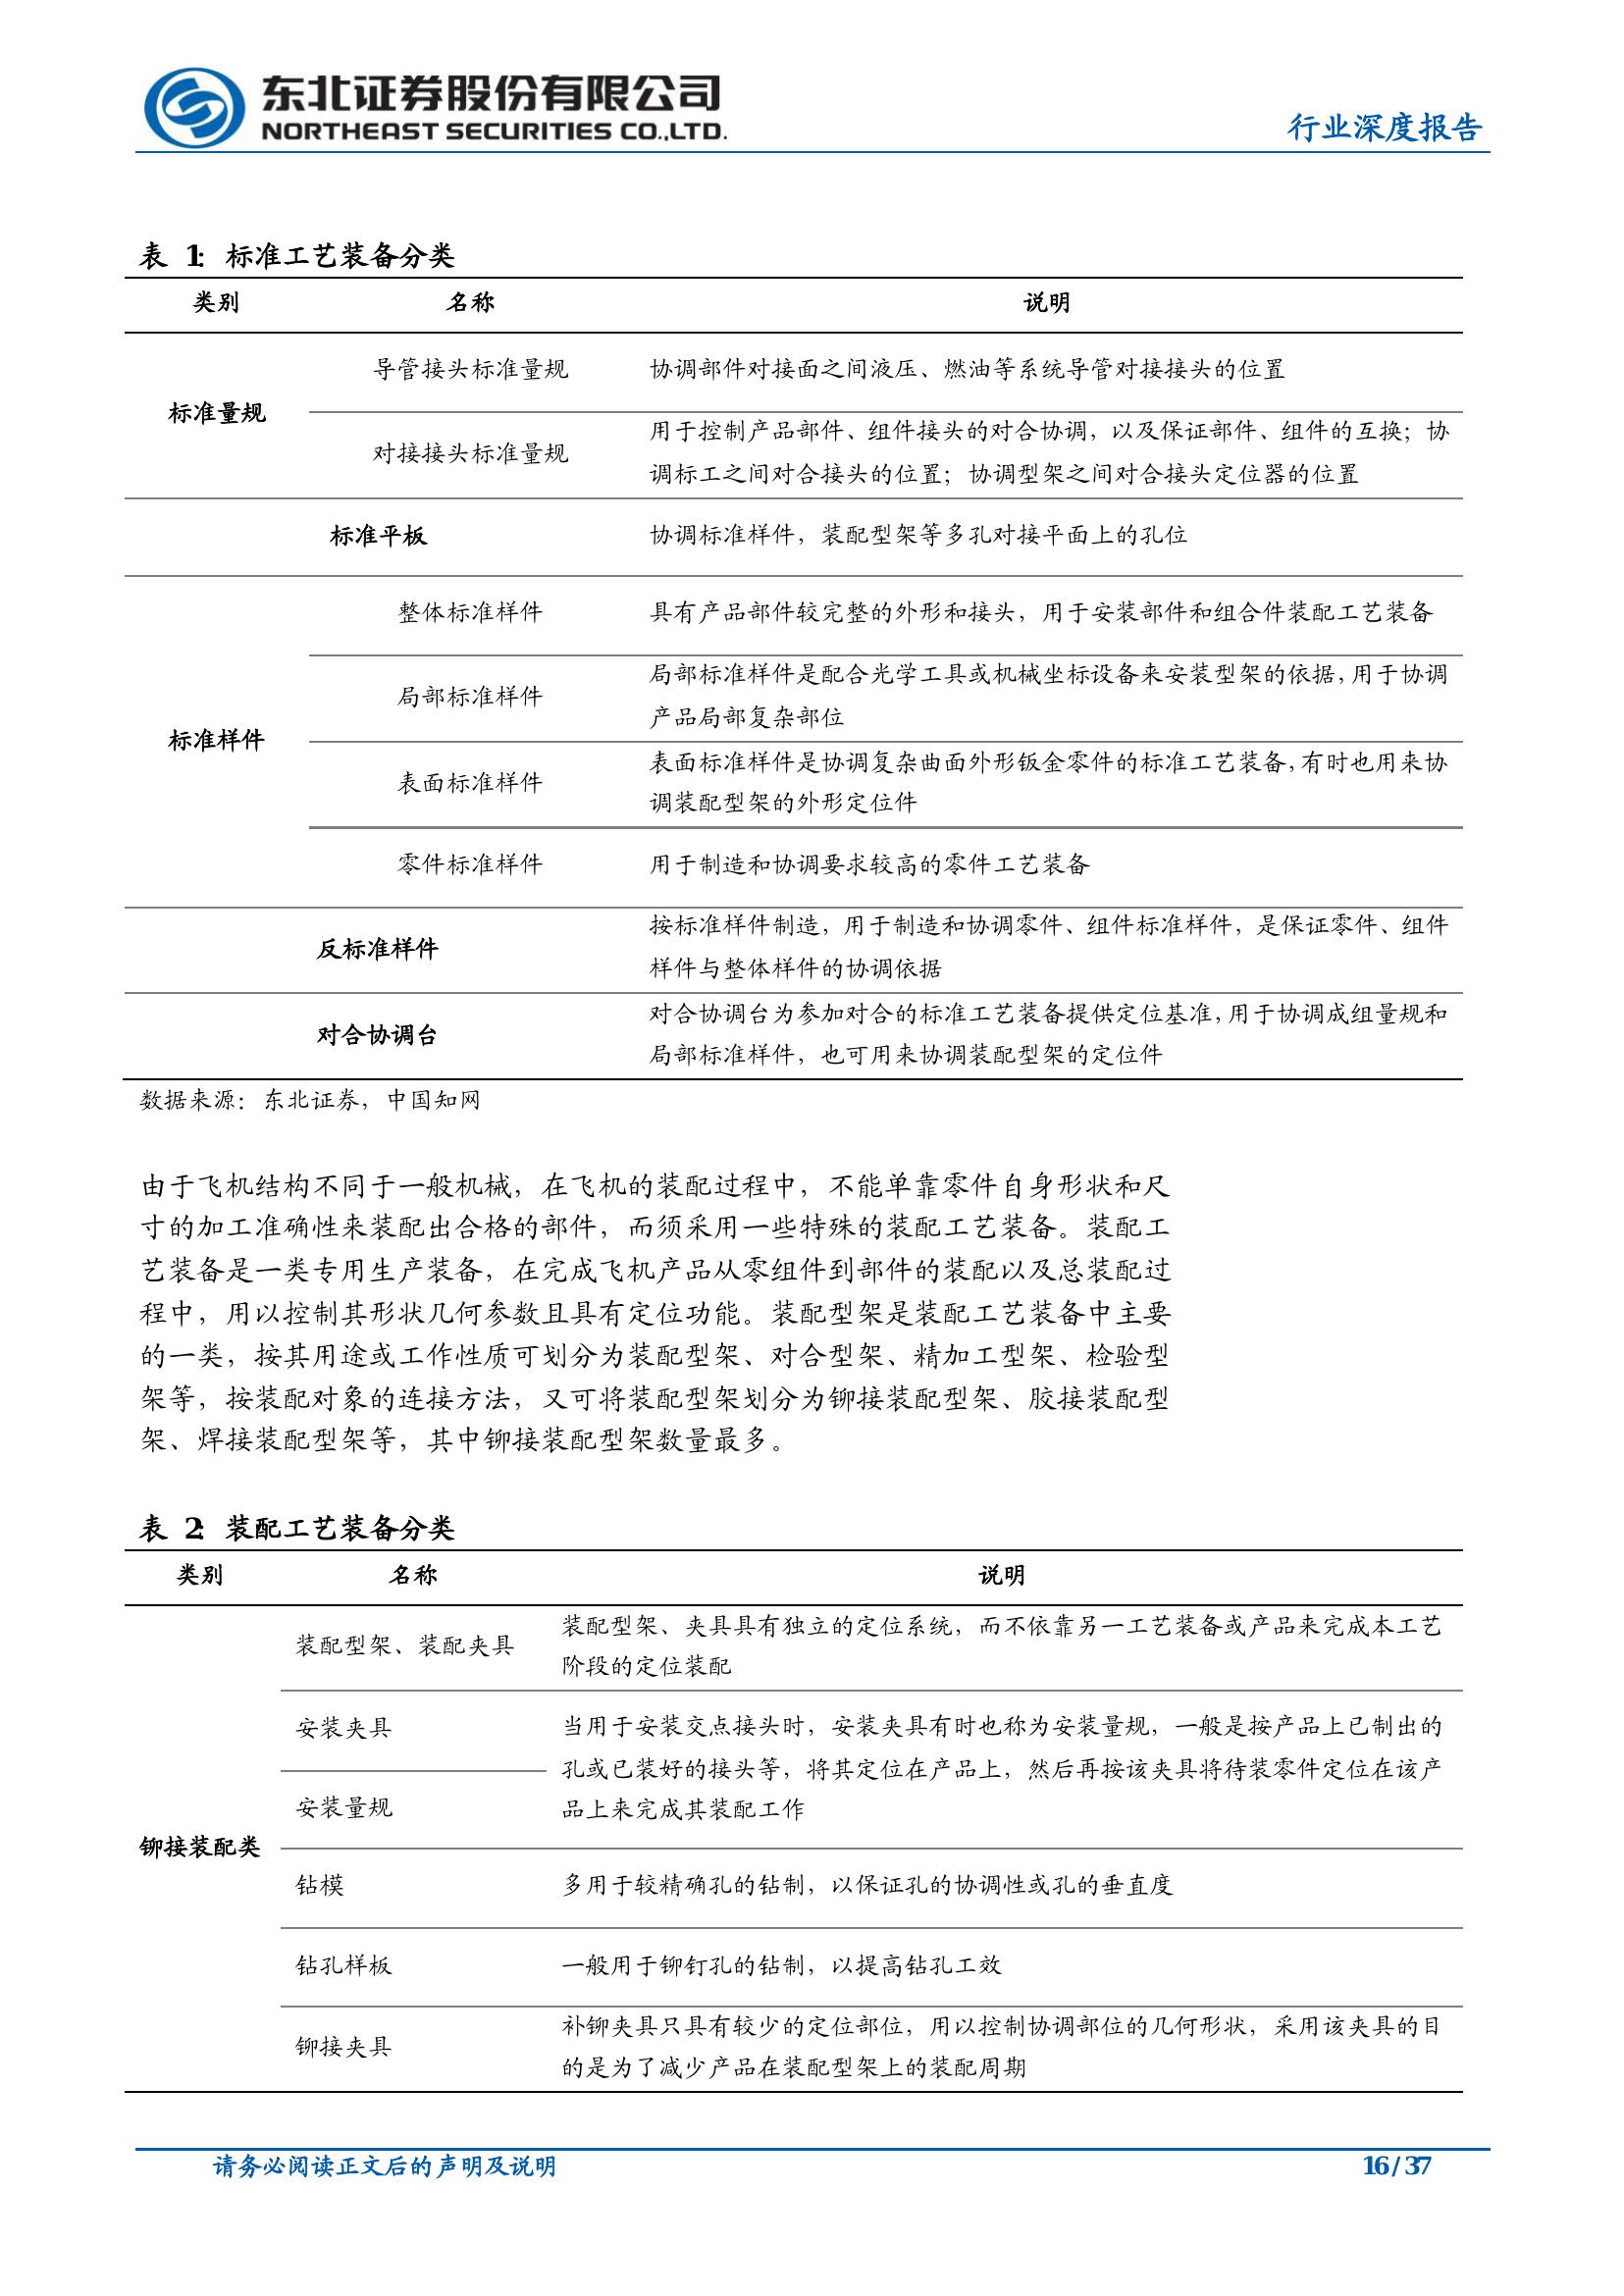 东北证券股份有限公司
NORTHEAST SECURITIES CO.,LTD.
行业深度报告
表 1: 标准工艺装备分类
类别 名称 说明
标准量规
导管接头标准量规 协调部件对接面之间液压、燃油等系统导管对接接头的位置
对接接头标准量规
用于控制产品部件、组件接头的对合协调，以及保证部件、组件的互换；协
调标工之间对合接头的位置；协调型架之间对合接头定位器的位置
标准平板 协调标准样件，装配型架等多孔对接平面上的孔位
标准样件
整体标准样件 具有产品部件较完整的外形和接头，用于安装部件和组合件装配工艺装备
局部标准样件
局部标准样件是配合光学工具或机械坐标设备来安装型架的依据，用于协调
产品局部复杂部位
表面标准样件
表面标准样件是协调复杂曲面外形钣金零件的标准工艺装备，有时也用来协
调装配型架的外形定位件
零件标准样件 用于制造和协调要求较高的零件工艺装备
反标准样件
按标准样件制造，用于制造和协调零件、组件标准样件，是保证零件、组件
样件与整体样件的协调依据
对合协调台
对合协调台为参加对合的标准工艺装备提供定位基准，用于协调成组量规和
局部标准样件，也可用来协调装配型架的定位件
数据来源：东北证券，中国知网
由于飞机结构不同于一般机械，在飞机的装配过程中，不能单靠零件自身形状和尺
寸的加工准确性来装配出合格的部件，而须采用一些特殊的装配工艺装备。装配工
艺装备是一类专用生产装备，在完成飞机产品从零组件到部件的装配以及总装配过
程中，用以控制其形状几何参数且具有定位功能。装配型架是装配工艺装备中主要
的一类，按其用途或工作性质可划分为装配型架、对合型架、精加工型架、检验型
架等，按装配对象的连接方法，又可将装配型架划分为铆接装配型架、胶接装配型
架、焊接装配型架等，其中铆接装配型架数量最多。
表 2: 装配工艺装备分类
类别 名称 说明
铆接装配类
装配型架、装配夹具
装配型架、夹具具有独立的定位系统，而不依靠另一工艺装备或产品来完成本工艺
阶段的定位装配
安装夹具
安装量规
当用于安装交点接头时，安装夹具有时也称为安装量规，一般是按产品上已制出的
孔或已装好的接头等，将其定位在产品上，然后再按该夹具将待装零件定位在该产
品上来完成其装配工作
钻模 多用于较精确孔的钻制，以保证孔的协调性或孔的垂直度
钻孔样板 一般用于铆钉孔的钻制，以提高钻孔工效
铆接夹具
补铆夹具只具有较少的定位部位，用以控制协调部位的几何形状，采用该夹具的目
的是为了减少产品在装配型架上的装配周期
请务必阅读正文后的声明及说明 16 / 37